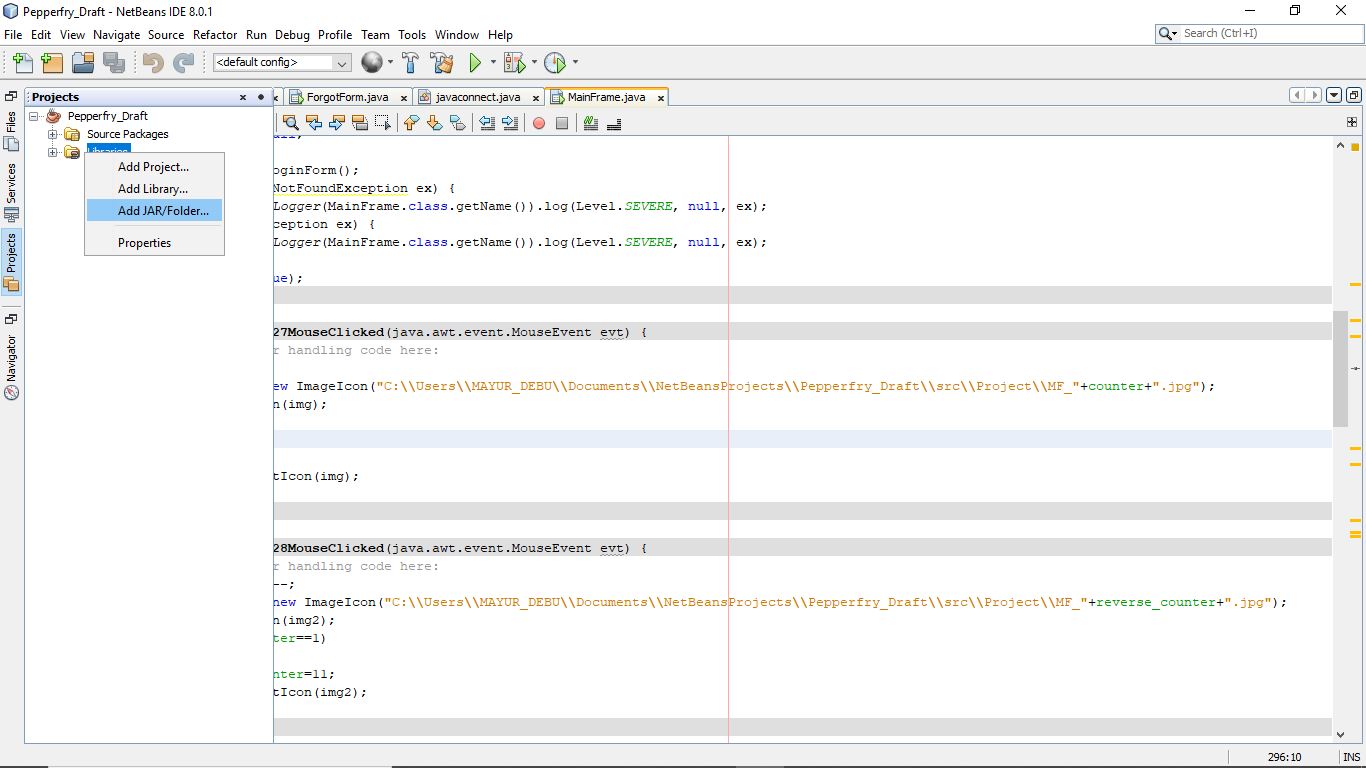 Pepperfry_Draft - NetBeans IDE 8.0.1
File Edit View Navigate Source Refactor Run Debug Profile Team Tools Window Help
Search (Ctrl+I)
<default config>
Projects
ForgotForm.java
javaconnect.java
MainFrame.java
Files
Services
Projects
Navigator
Pepperfry_Draft
Source Packages
Libraries
Add Project...
Add Library...
Add JAR/Folder...
Properties
oginForm();
NotFoundException ex) {
Logger(MainFrame.class.getName()).log(Level.SEVERE, null, ex);
ception ex) {
Logger(MainFrame.class.getName()).log(Level.SEVERE, null, ex);
ue);
27MouseClicked(java.awt.event.MouseEvent evt) {
r handling code here:
ew ImageIcon("C:\\Users\\MAYUR_DEBU\\Documents\\NetBeansProjects\\Pepperfry_Draft\\src\\Project\\MF_"+counter+".jpg");
n(img);
tIcon(img);
28MouseClicked(java.awt.event.MouseEvent evt) {
r handling code here:
--;
new ImageIcon("C:\\Users\\MAYUR_DEBU\\Documents\\NetBeansProjects\\Pepperfry_Draft\\src\\Project\\MF_"+reverse_counter+".jpg");
n(img2);
ter==1)
nter=11;
tIcon(img2);
296:10
INS